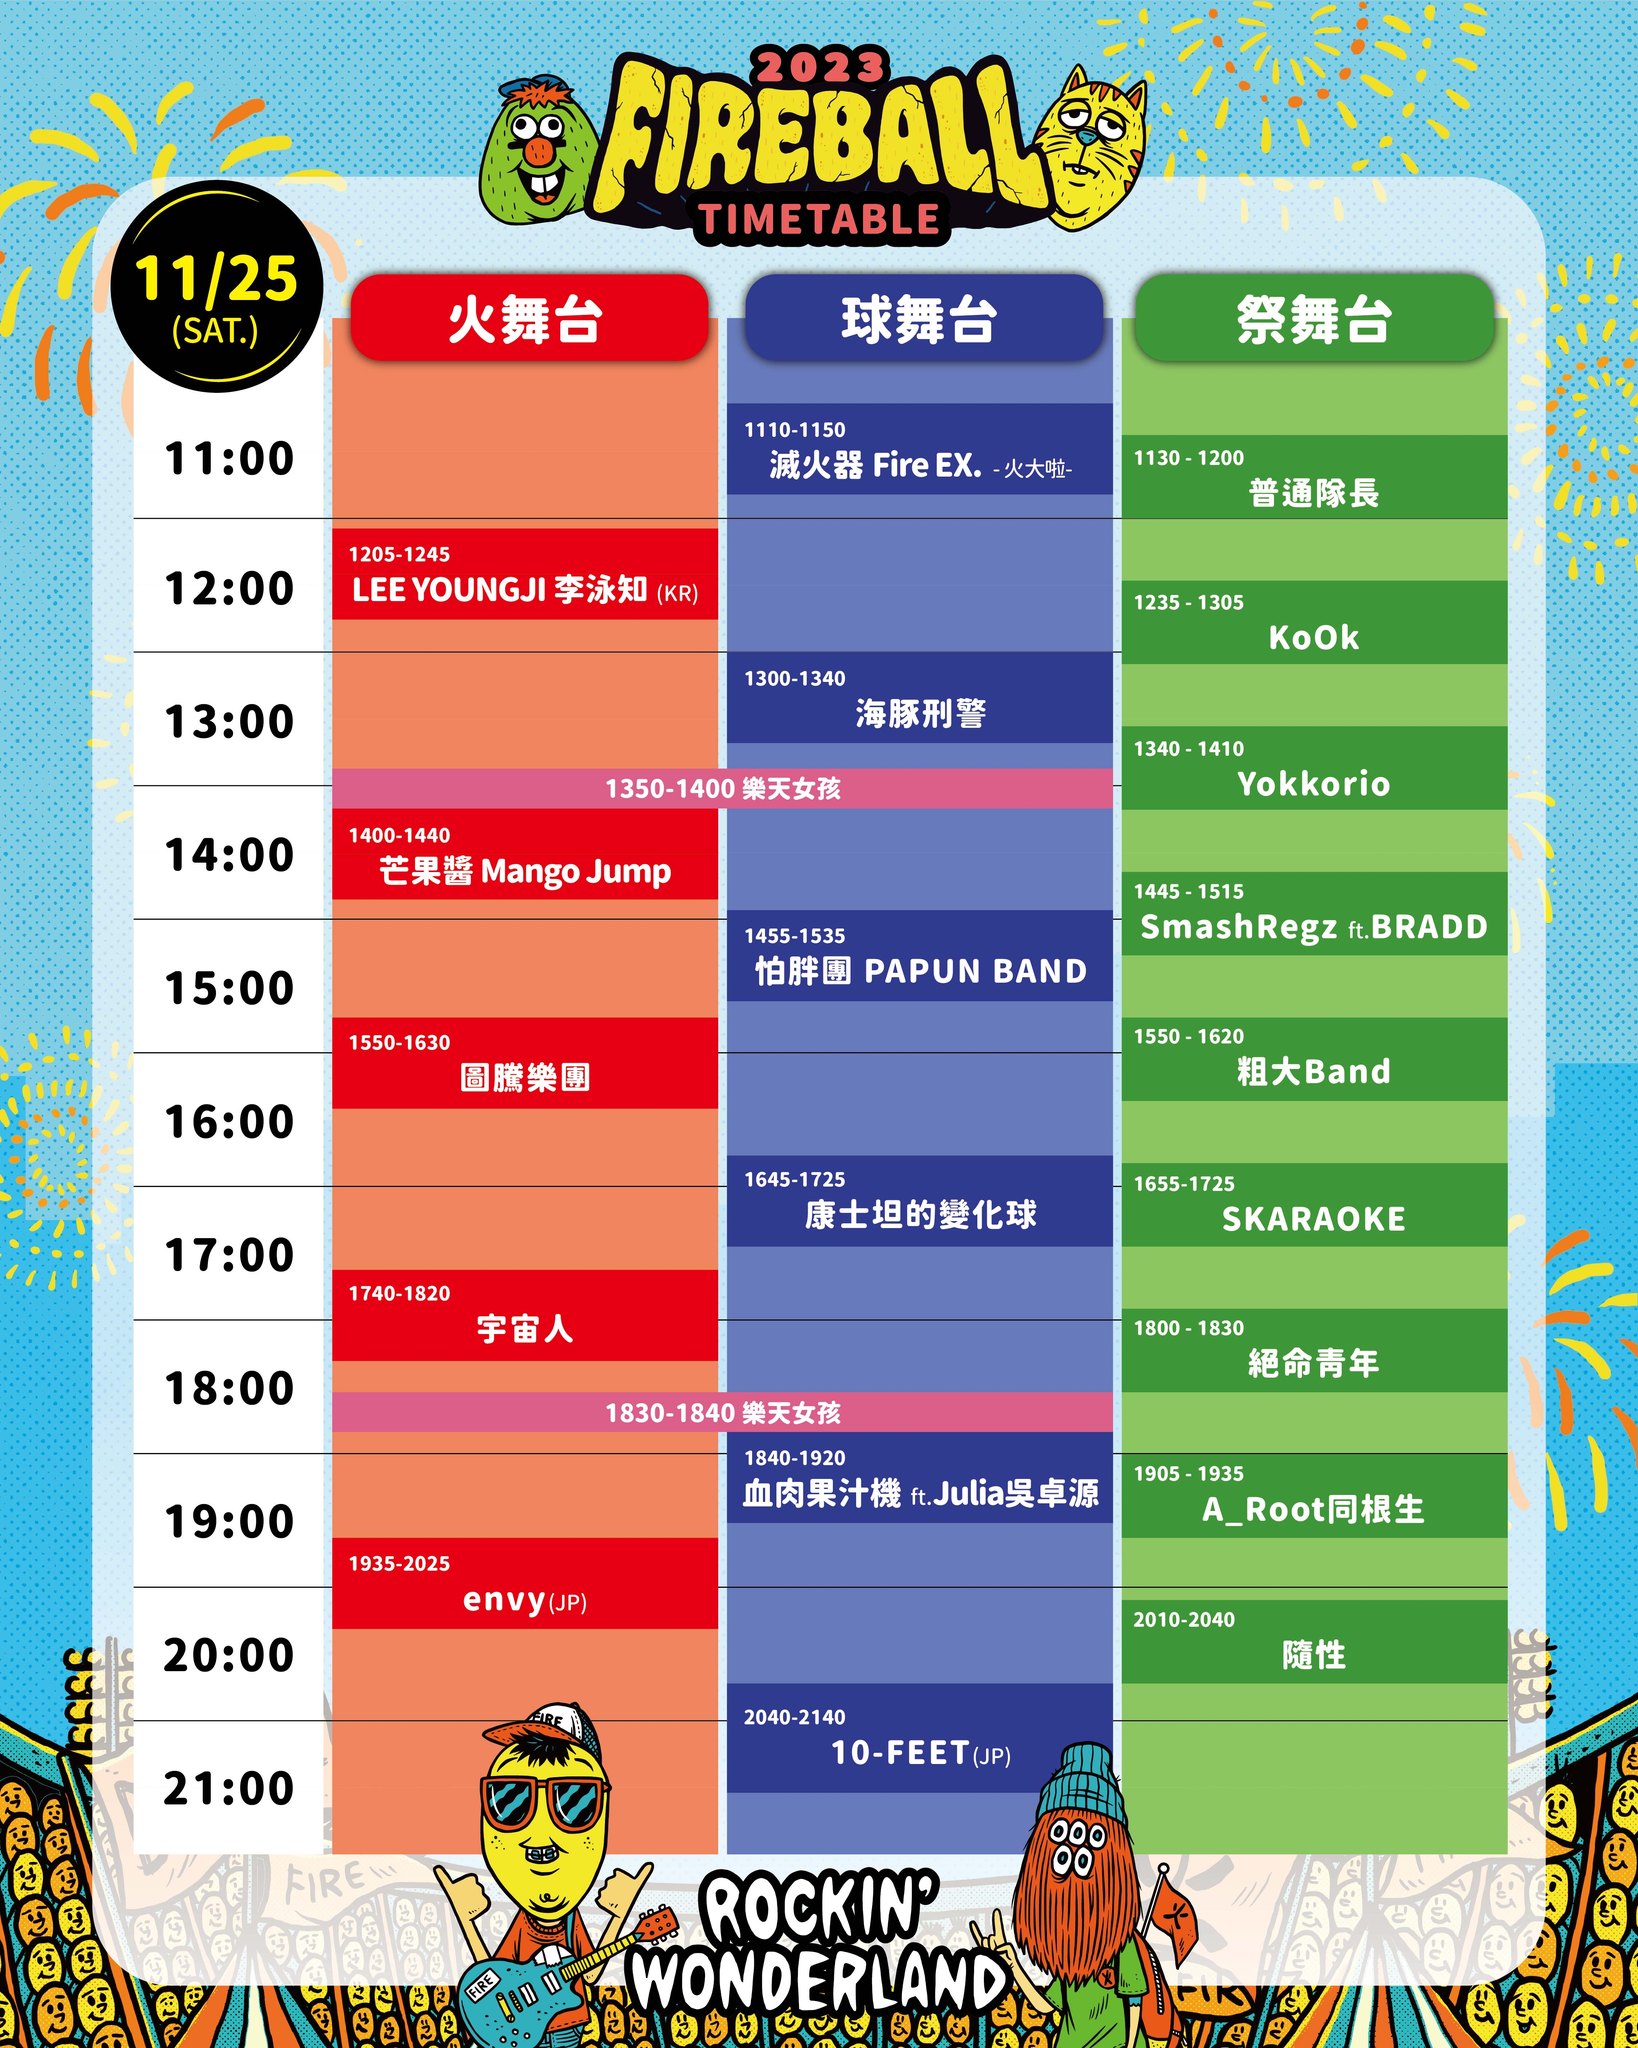 2023
FIREBALL
TIMETABLE
11/25
(SAT.)
火舞台
球舞台
祭舞台
11:00
12:00
13:00
14:00
15:00
16:00
17:00
18:00
19:00
20:00
21:00
1205-1245
LEE YOUNGJI 李泳知 (KR)
1350-1400 樂天女孩
1400-1440
芒果醬 Mango Jump
1550-1630
圖騰樂團
1740-1820
宇宙人
1830-1840 樂天女孩
1935-2025
envy(JP)
1110-1150
滅火器 Fire EX. -火大啦-
1300-1340
海豚刑警
1455-1535
怕胖團 PAPUN BAND
1645-1725
康士坦的變化球
1840-1920
血肉果汁機 ft.Julia吳卓源
2040-2140
10-FEET(JP)
1130 - 1200
普通隊長
1235 - 1305
KoOk
1340 - 1410
Yokkorio
1445 - 1515
SmashRegz ft.BRADD
1550 - 1620
粗大Band
1655-1725
SKARAOKE
1800 - 1830
絕命青年
1905 - 1935
A_Root同根生
2010-2040
隨性
FIRE
FIRE
FIRE
火
FIR
ROCKIN'
WONDERLAND